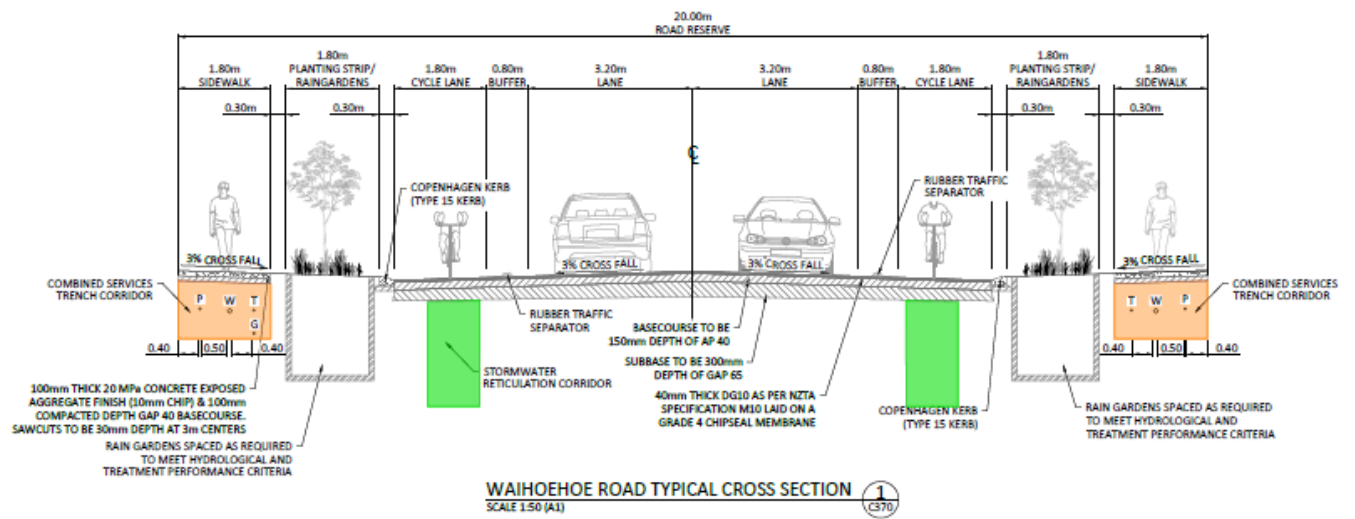 20.00m
ROAD RESERVE
1.80m
SIDEWALK
1.80m
PLANTING STRIP/
RAINGARDENS
1.80m
CYCLE LANE
0.80m
BUFFER
3.20m
LANE
3.20m
LANE
0.80m
BUFFER
1.80m
CYCLE LANE
1.80m
PLANTING STRIP/
RAINGARDENS
1.80m
SIDEWALK
0.30m
0.30m
0.30m
0.30m
℄
COPENHAGEN KERB
(TYPE 15 KERB)
RUBBER TRAFFIC
SEPARATOR
3% CROSS FALL
3% CROSS FALL
3% CROSS FALL
3% CROSS FALL
COMBINED SERVICES
TRENCH CORRIDOR
P W T
G
RUBBER TRAFFIC
SEPARATOR
BASECOURSE TO BE
150mm DEPTH OF AP 40
T W P
COMBINED SERVICES
TRENCH CORRIDOR
0.40 0.50 0.40
0.40 0.50 0.40
SUBBASE TO BE 300mm
DEPTH OF GAP 65
STORMWATER
RETICULATION CORRIDOR
100mm THICK 20 MPa CONCRETE EXPOSED
AGGREGATE FINISH (10mm CHIP) & 100mm
COMPACTED DEPTH GAP 40 BASECOURSE.
SAWCUTS TO BE 30mm DEPTH AT 3m CENTERS
40mm THICK DG10 AS PER NZTA
SPECIFICATION M10 LAID ON A
GRADE 4 CHIPSEAL MEMBRANE
COPENHAGEN KERB
(TYPE 15 KERB)
RAIN GARDENS SPACED AS REQUIRED
TO MEET HYDROLOGICAL AND
TREATMENT PERFORMANCE CRITERIA
RAIN GARDENS SPACED AS REQUIRED
TO MEET HYDROLOGICAL AND
TREATMENT PERFORMANCE CRITERIA
WAIHOEHOE ROAD TYPICAL CROSS SECTION
SCALE 1:50 (A1)
1
C370